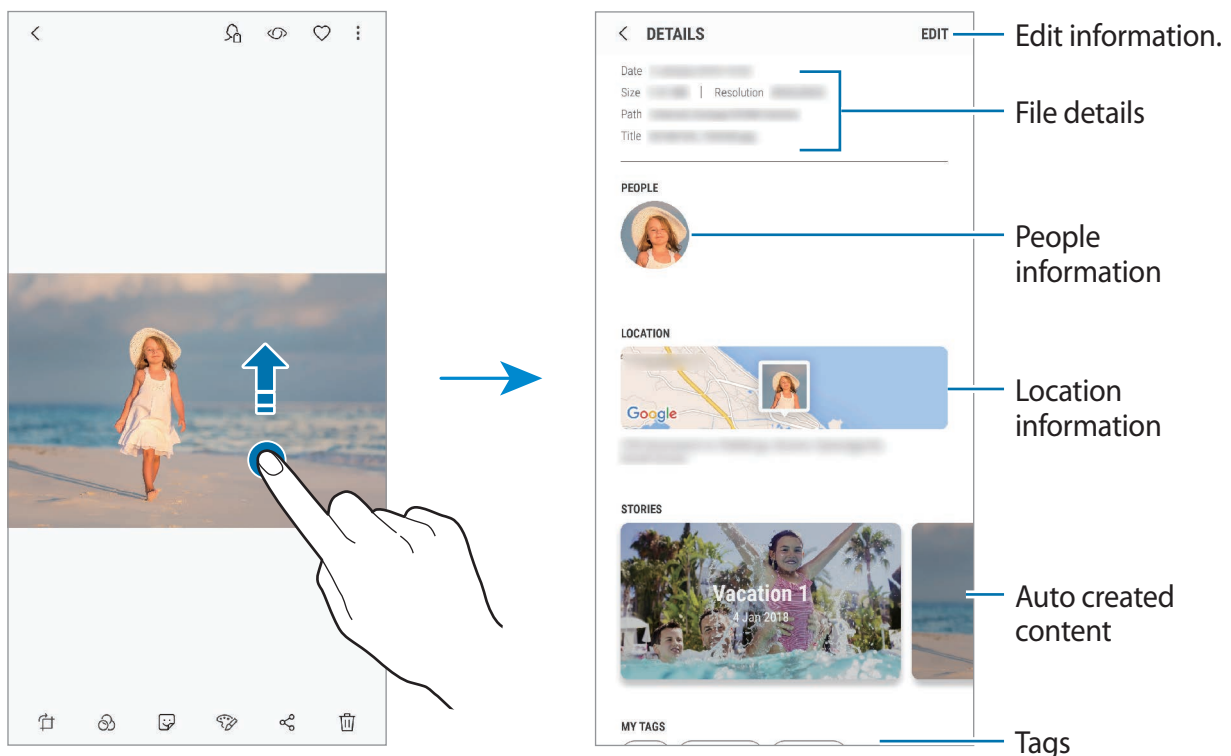 DETAILS
EDIT
Edit information.
Date
Size | Resolution
Path
Title
File details
PEOPLE
People
information
LOCATION
Google
Location
information
STORIES
Vacation 1
4 Jan 2018
Auto created
content
MY TAGS
Tags